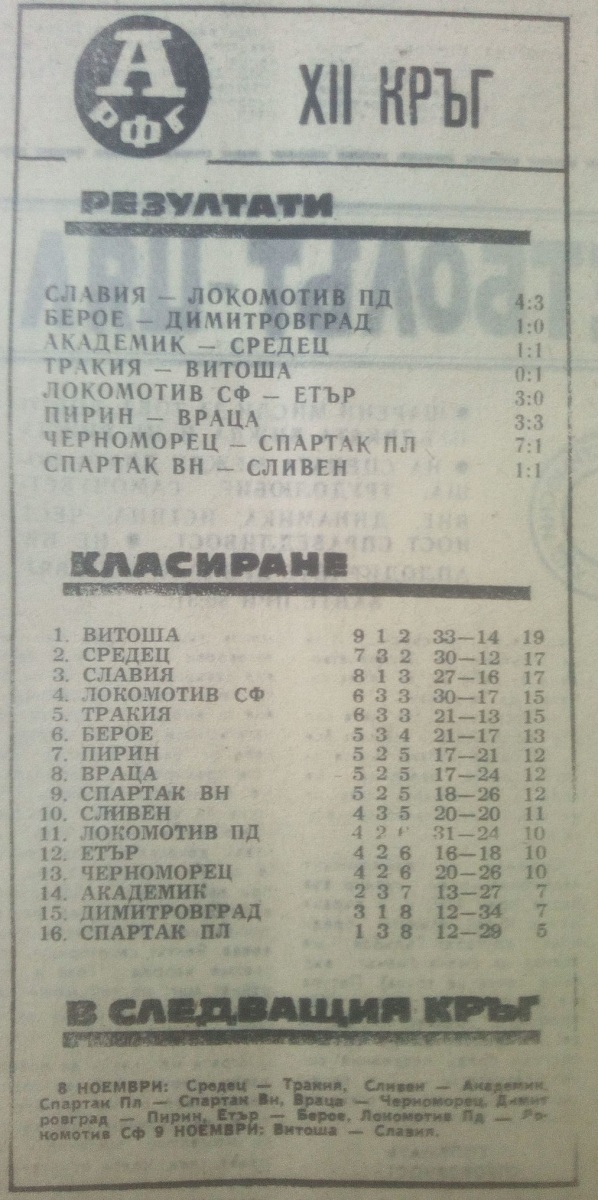 А
РФГ
XII КРЪГ
РЕЗУЛТАТИ
СЛАВИЯ — ЛОКОМОТИВ ПД 4:3
БЕРОЕ — ДИМИТРОВГРАД 1:0
АКАДЕМИК — СРЕДЕЦ 1:1
ТРАКИЯ — ВИТОША 0:1
ЛОКОМОТИВ СФ — ЕТЪР 3:0
ПИРИН — ВРАЦА 3:3
ЧЕРНОМОРЕЦ — СПАРТАК ПЛ 7:1
СПАРТАК ВН — СЛИВЕН 1:1
КЛАСИРАНЕ
1. ВИТОША 9 1 2 33—14 19
2. СРЕДЕЦ 7 3 2 30—12 17
3. СЛАВИЯ 8 1 3 27—16 17
4. ЛОКОМОТИВ СФ 6 3 3 30—17 15
5. ТРАКИЯ 6 3 3 21—13 15
6. БЕРОЕ 5 3 4 21—17 13
7. ПИРИН 5 2 5 17—21 12
8. ВРАЦА 5 2 5 17—24 12
9. СПАРТАК ВН 5 2 5 18—26 12
10. СЛИВЕН 4 3 5 20—20 11
11. ЛОКОМОТИВ ПД 4 2 31—24 10
12. ЕТЪР 4 2 6 16—18 10
13. ЧЕРНОМОРЕЦ 4 2 6 20—26 10
14. АКАДЕМИК 2 3 7 13—27 7
15. ДИМИТРОВГРАД 3 1 8 12—34 7
16. СПАРТАК ПЛ 1 3 8 12—29 5
В СЛЕДВАЩИЯ КРЪГ
8 НОЕМВРИ: Средец — Тракия, Сливен — Академик,
Спартак Пл — Спартак Вн, Враца — Черноморец, Димит
ровград — Пирин, Етър — Берое, Локомотив Пд — Ло-
комотив Сф 9 НОЕМВРИ: Витоша — Славия.